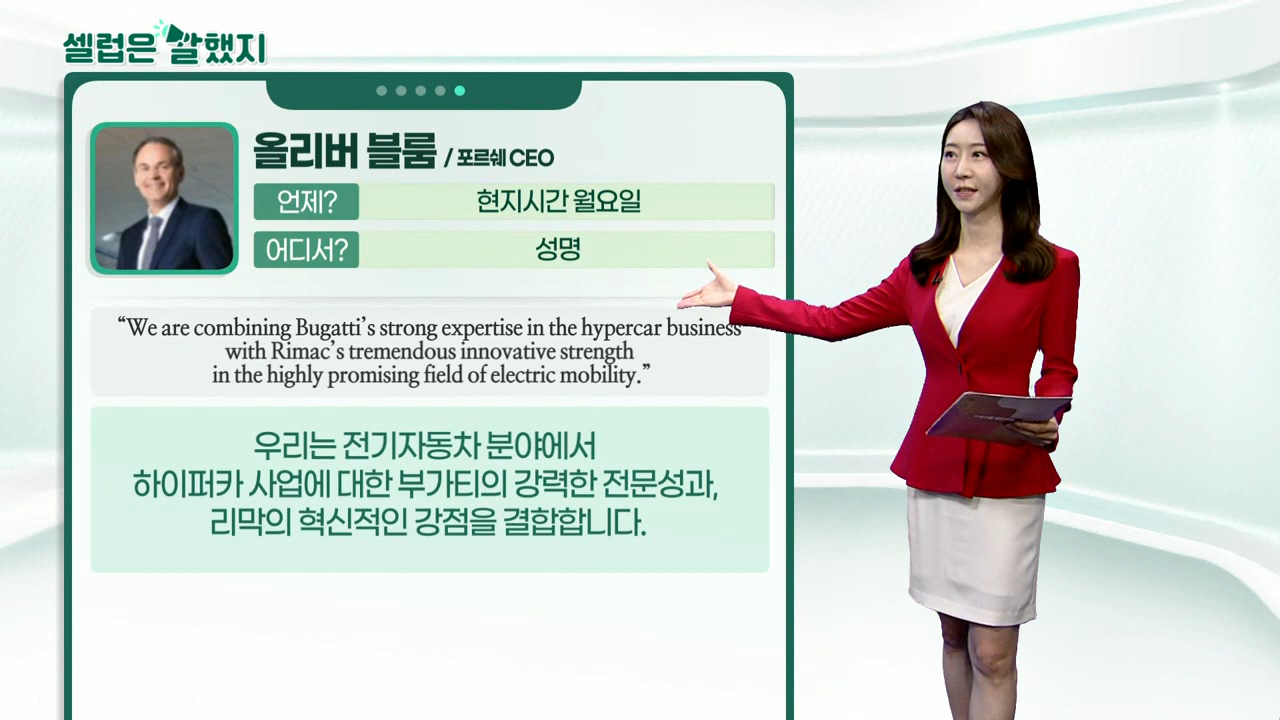 셀럽은 말했지
올리버 블룸 / 포르쉐 CEO
언제? 현지시간 월요일
어디서? 성명
“We are combining Bugatti’s strong expertise in the hypercar business
with Rimac’s tremendous innovative strength
in the highly promising field of electric mobility.”
우리는 전기자동차 분야에서
하이퍼카 사업에 대한 부가티의 강력한 전문성과,
리막의 혁신적인 강점을 결합합니다.